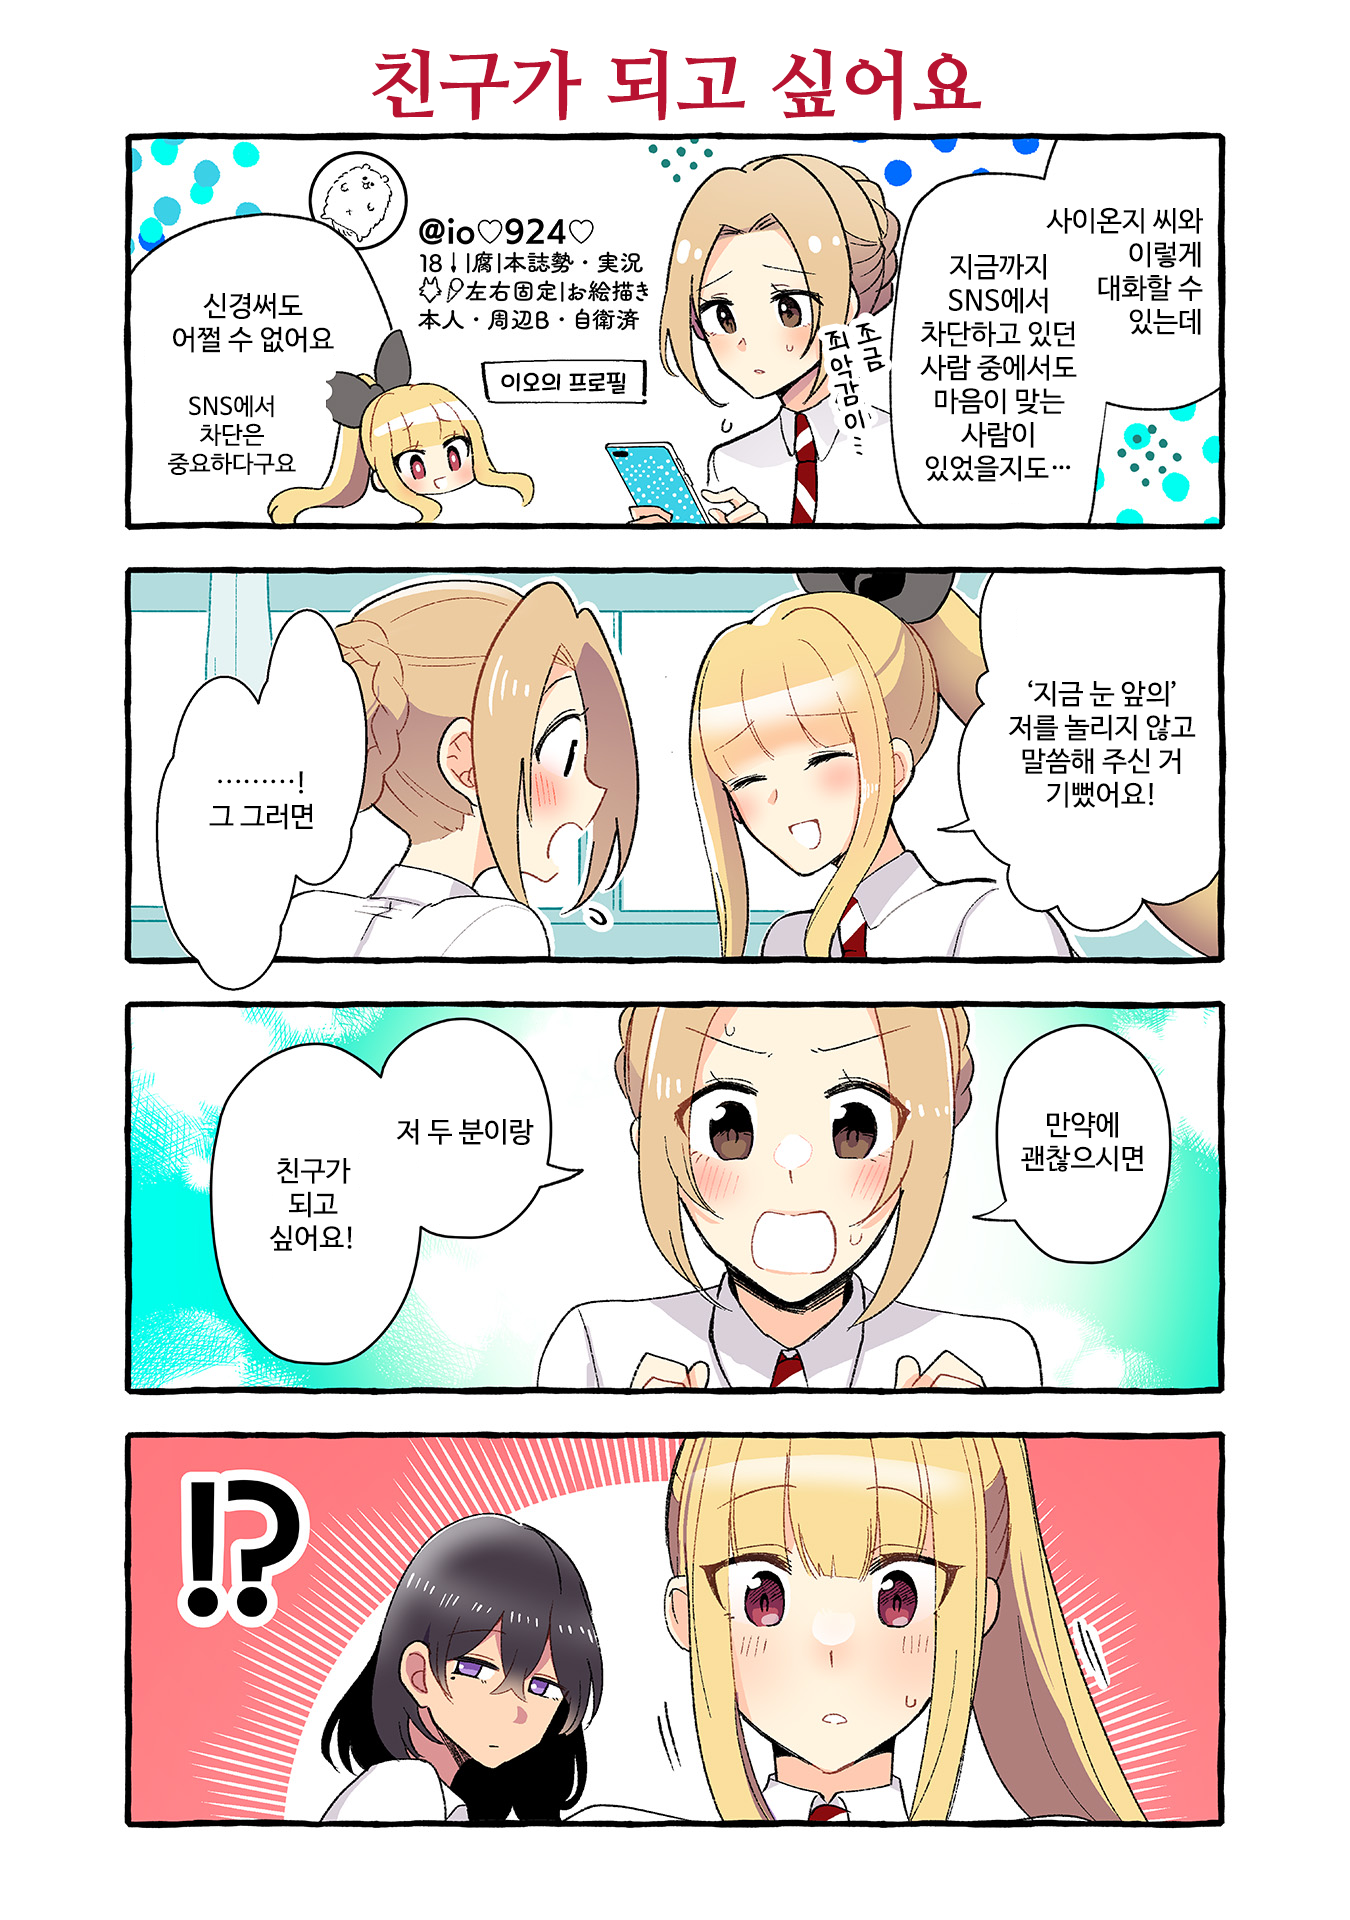 친구가 되고 싶어요
사이온지 씨와
이렇게
대화할 수
있는데
지금까지
SNS에서
차단하고 있던
사람 중에서도
마음이 맞는
사람이
있었을지도…
조금
죄악감이…
@io♡924♡
18↓|腐|本誌勢・実況
左右固定|お絵描き
本人・周辺B・自衛済
이오의 프로필
신경써도
어쩔 수 없어요
SNS에서
차단은
중요하다구요
‘지금 눈 앞의’
저를 놀리지 않고
말씀해 주신 거
기뻤어요!
………!
그 그러면
만약에
괜찮으시면
저 두 분이랑
친구가
되고
싶어요!
!?